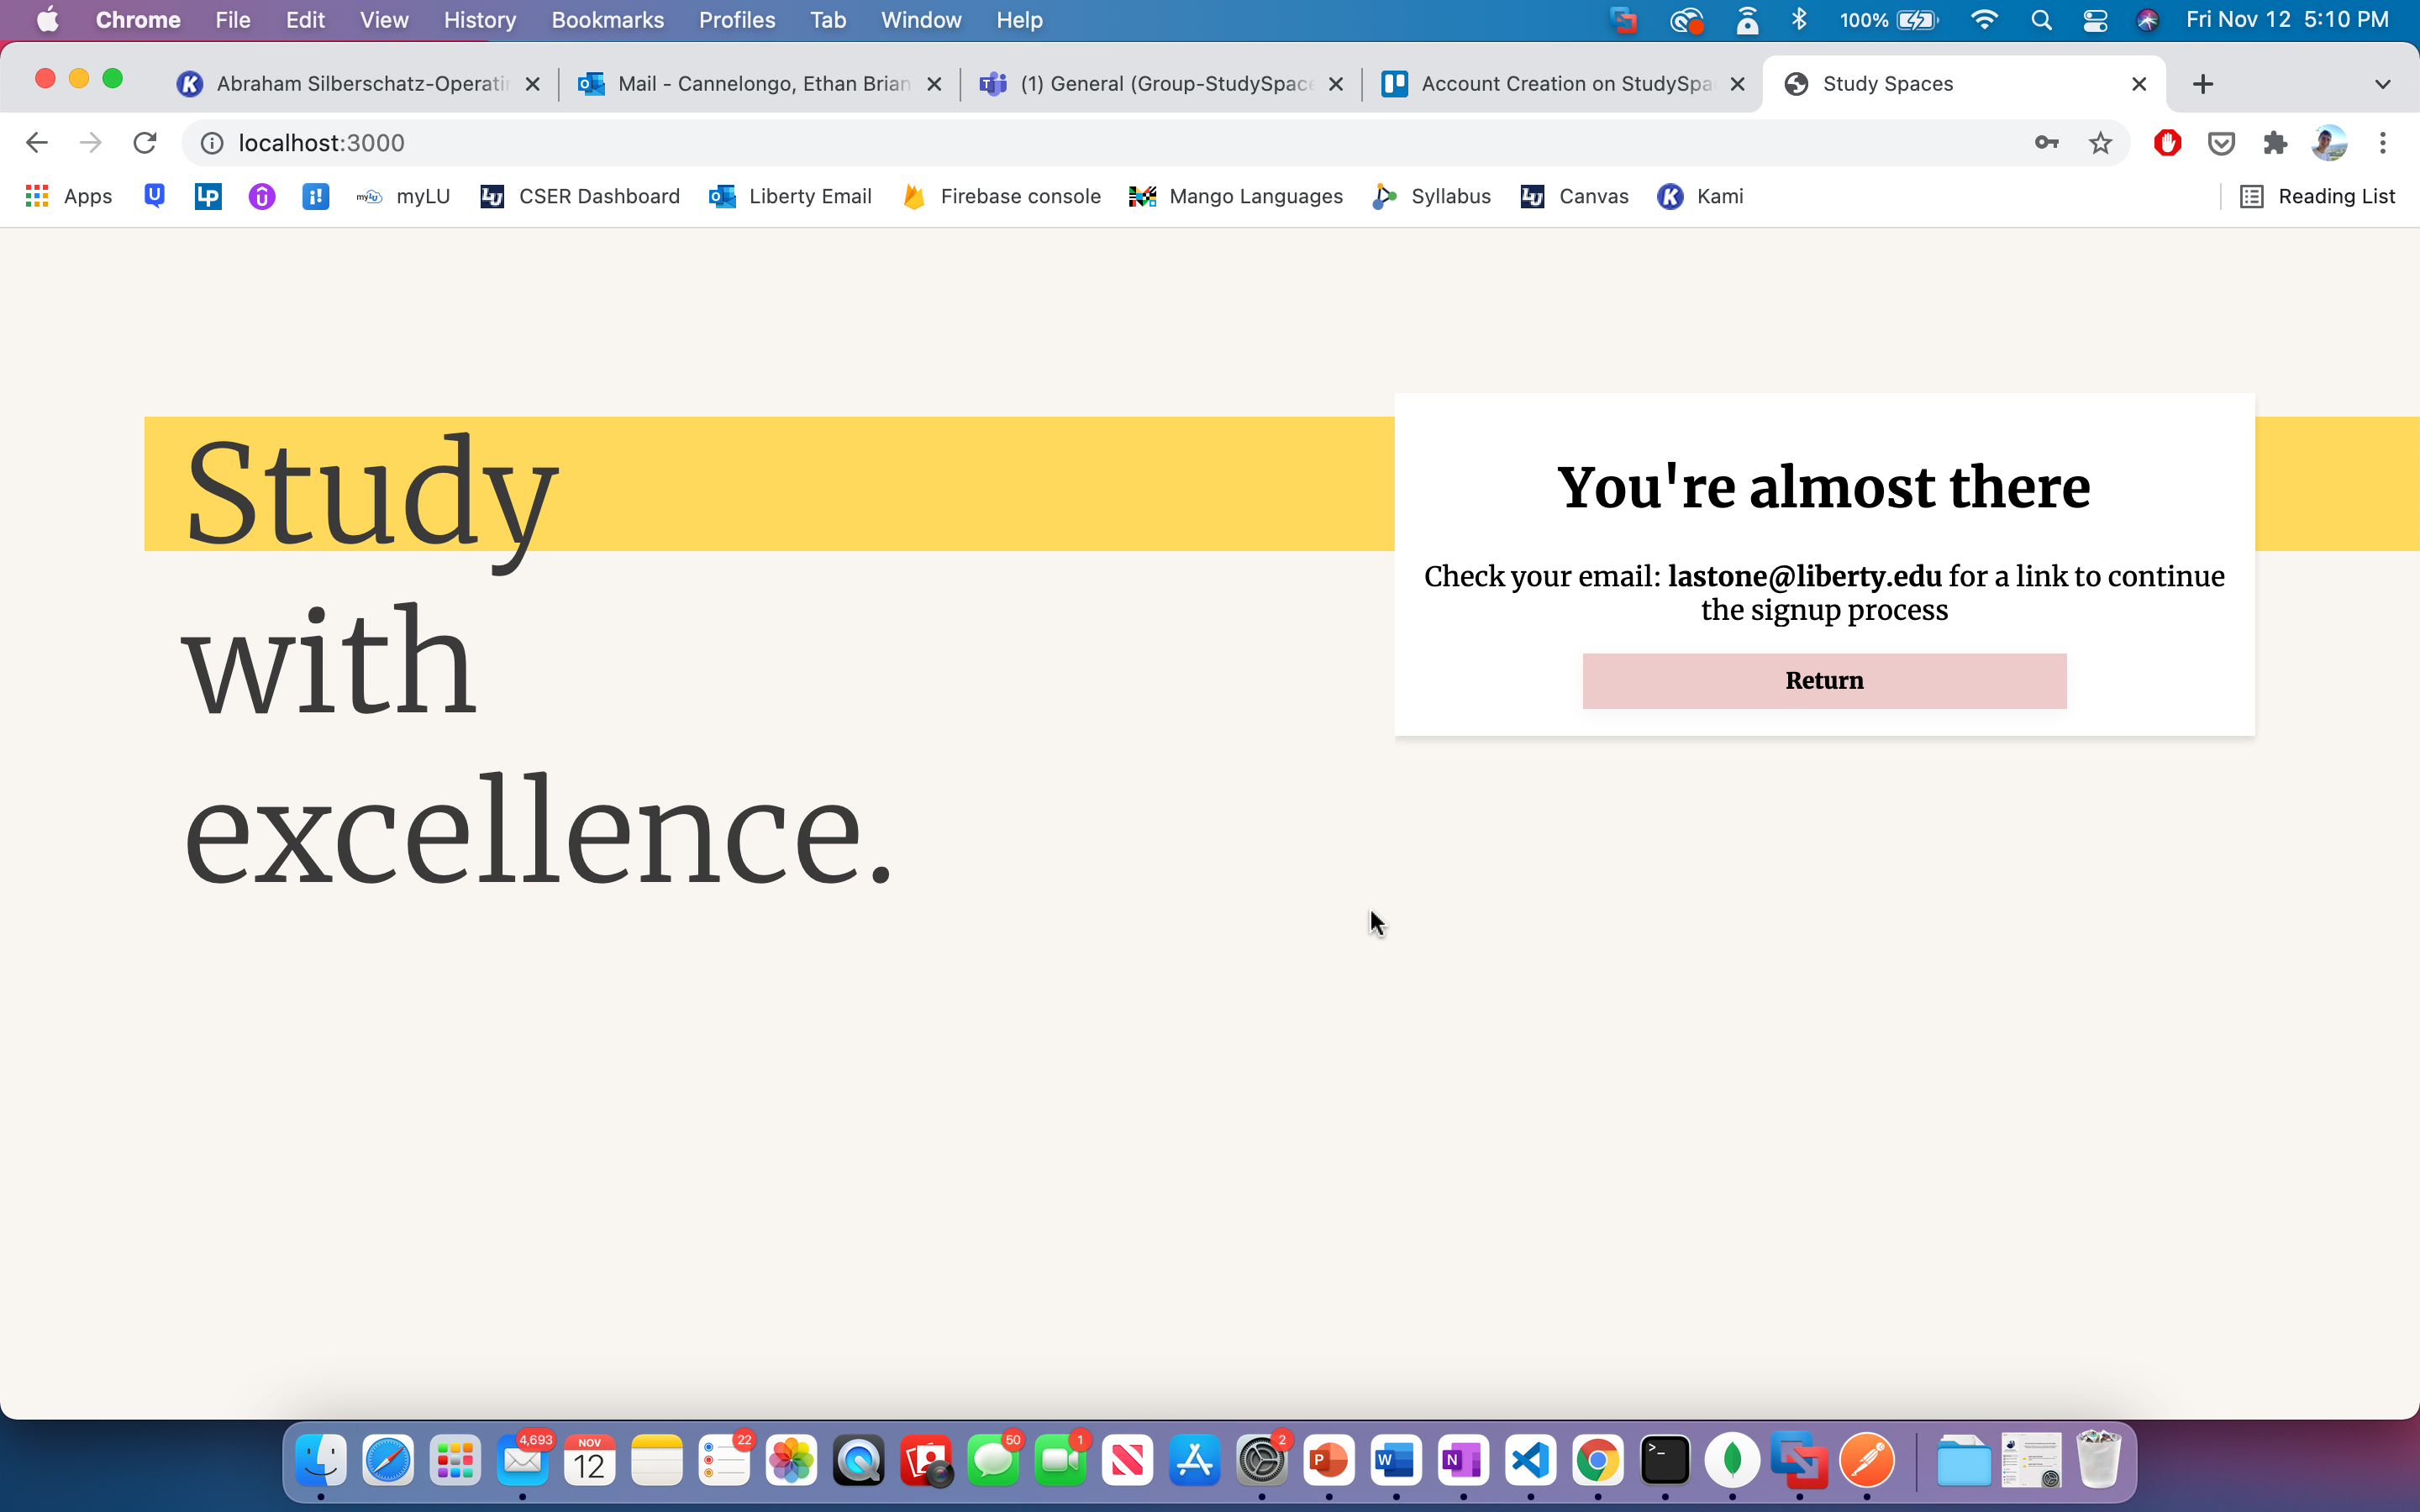 Chrome File Edit View History Bookmarks Profiles Tab Window Help 100% Fri Nov 12 5:10 PM
Abraham Silberschatz-Operatin Mail - Cannelongo, Ethan Brian (1) General (Group-StudySpace Account Creation on StudySpa Study Spaces
localhost:3000
Apps myLU CSER Dashboard Liberty Email Firebase console Mango Languages Syllabus Canvas Kami Reading List
Study
with
excellence.
You're almost there
Check your email: lastone@liberty.edu for a link to continue
the signup process
Return
4,693 NOV 22 50 1 2
12